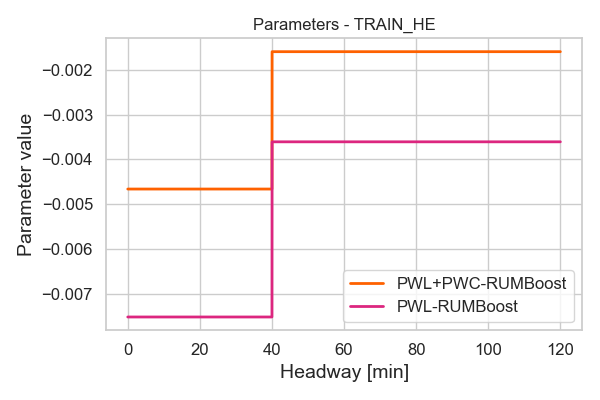 Parameters - TRAIN_HE
Parameter value
−0.002
−0.003
−0.004
−0.005
−0.006
−0.007
PWL+PWC-RUMBoost
PWL-RUMBoost
0 20 40 60 80 100 120
Headway [min]